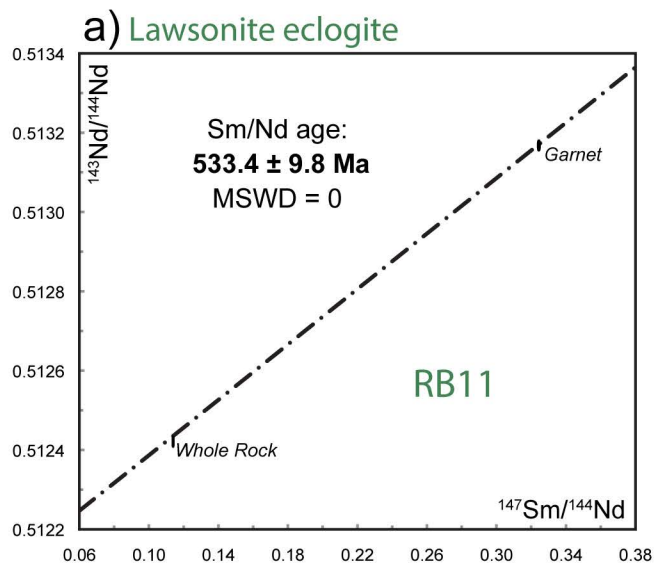 a) Lawsonite eclogite
0.5134
¹⁴³Nd/¹⁴⁴Nd
Sm/Nd age:
533.4 ± 9.8 Ma
MSWD = 0
0.5132
Garnet
0.5130
0.5128
0.5126
RB11
0.5124
Whole Rock
¹⁴⁷Sm/¹⁴⁴Nd
0.5122
0.06 0.10 0.14 0.18 0.22 0.26 0.30 0.34 0.38